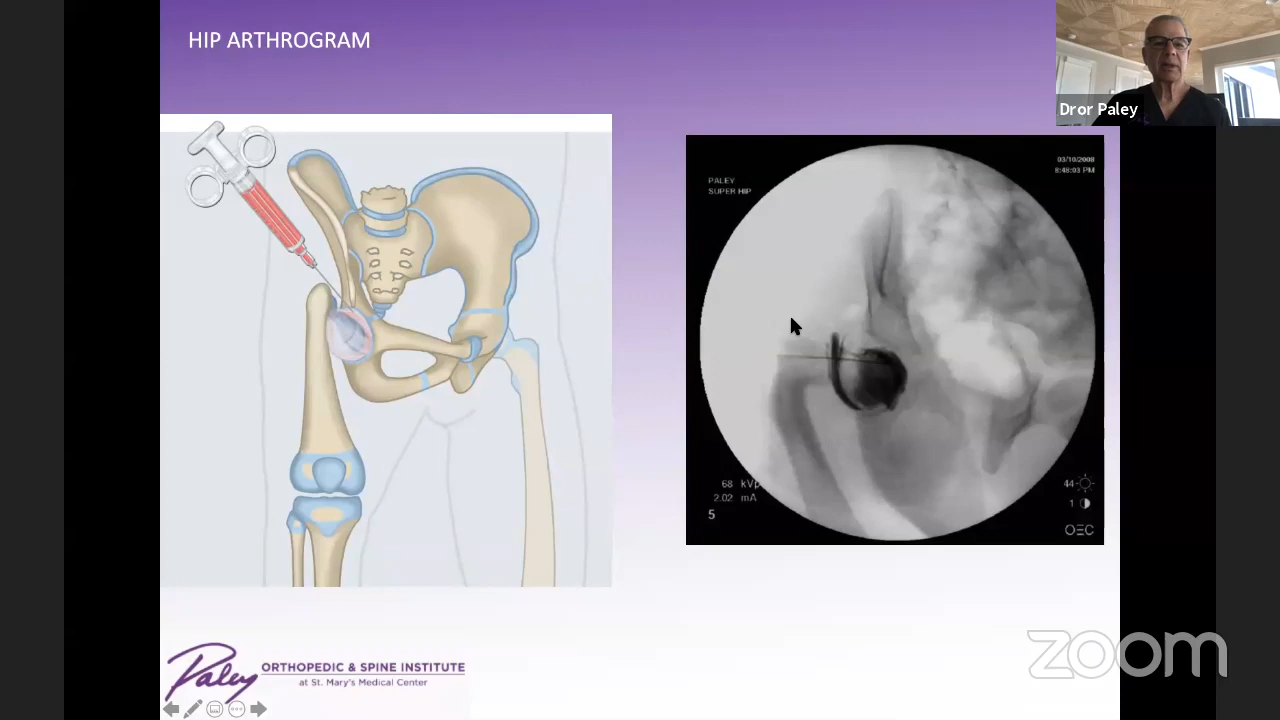 HIP ARTHROGRAM
Dror Paley
PALEY
SUPER HIP
03/10/2008
8:48:03 PM
68 kVp
2.02 mA
5
44
1
OEC
Paley
ORTHOPEDIC & SPINE INSTITUTE
at St. Mary's Medical Center
zoom